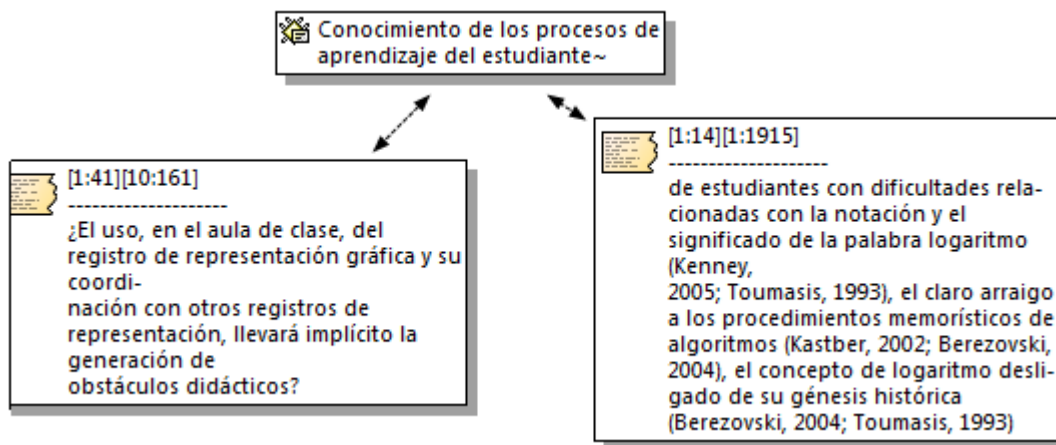 Conocimiento de los procesos de
aprendizaje del estudiante~
[1:41][10:161]
--------------------
¿El uso, en el aula de clase, del
registro de representación gráfica y su
coordi-
nación con otros registros de
representación, llevará implícito la
generación de
obstáculos didácticos?
[1:14][1:1915]
--------------------
de estudiantes con dificultades rela-
cionadas con la notación y el
significado de la palabra logaritmo
(Kenney,
2005; Toumasis, 1993), el claro arraigo
a los procedimientos memorísticos de
algoritmos (Kastber, 2002; Berezovski,
2004), el concepto de logaritmo desli-
gado de su génesis histórica
(Berezovski, 2004; Toumasis, 1993)